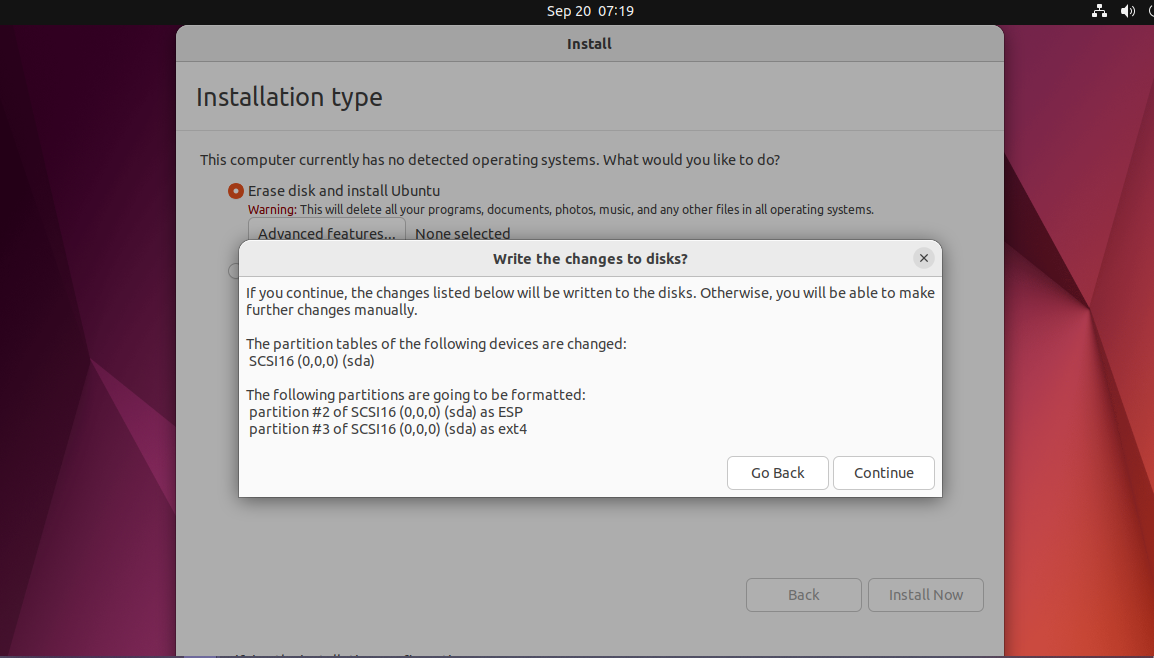 Sep 20 07:19
Install
Installation type
This computer currently has no detected operating systems. What would you like to do?
Erase disk and install Ubuntu
Warning: This will delete all your programs, documents, photos, music, and any other files in all operating systems.
Advanced features... None selected
Write the changes to disks?
If you continue, the changes listed below will be written to the disks. Otherwise, you will be able to make
further changes manually.
The partition tables of the following devices are changed:
SCSI16 (0,0,0) (sda)
The following partitions are going to be formatted:
partition #2 of SCSI16 (0,0,0) (sda) as ESP
partition #3 of SCSI16 (0,0,0) (sda) as ext4
Go Back Continue
Back Install Now